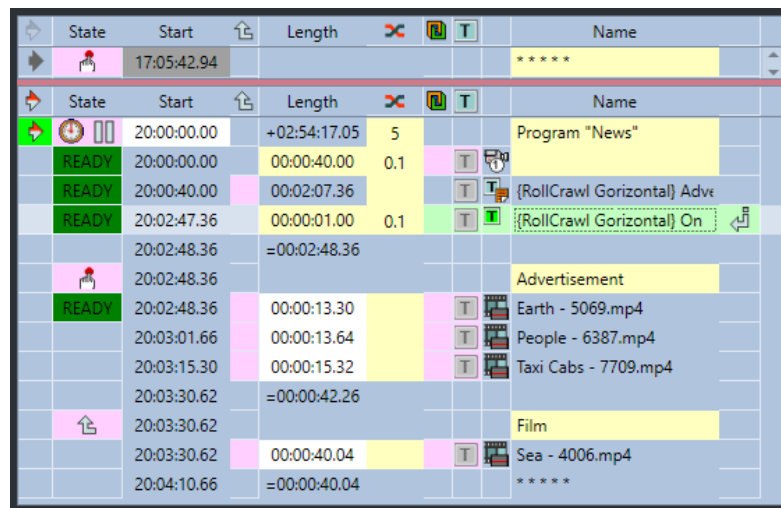 State Start Length T Name
17:05:42.94 * * * * *
State Start Length T Name
20:00:00.00 +02:54:17.05 5 Program "News"
READY 20:00:00.00 00:00:40.00 0.1 T 1
READY 20:00:40.00 00:02:07.36 T T {RollCrawl Gorizontal} Adve
READY 20:02:47.36 00:00:01.00 0.1 T T {RollCrawl Gorizontal} On
20:02:48.36 =00:02:48.36
20:02:48.36 Advertisement
READY 20:02:48.36 00:00:13.30 T Earth - 5069.mp4
20:03:01.66 00:00:13.64 T People - 6387.mp4
20:03:15.30 00:00:15.32 T Taxi Cabs - 7709.mp4
20:03:30.62 =00:00:42.26
20:03:30.62 Film
20:03:30.62 00:00:40.04 T Sea - 4006.mp4
20:04:10.66 =00:00:40.04 * * * * *